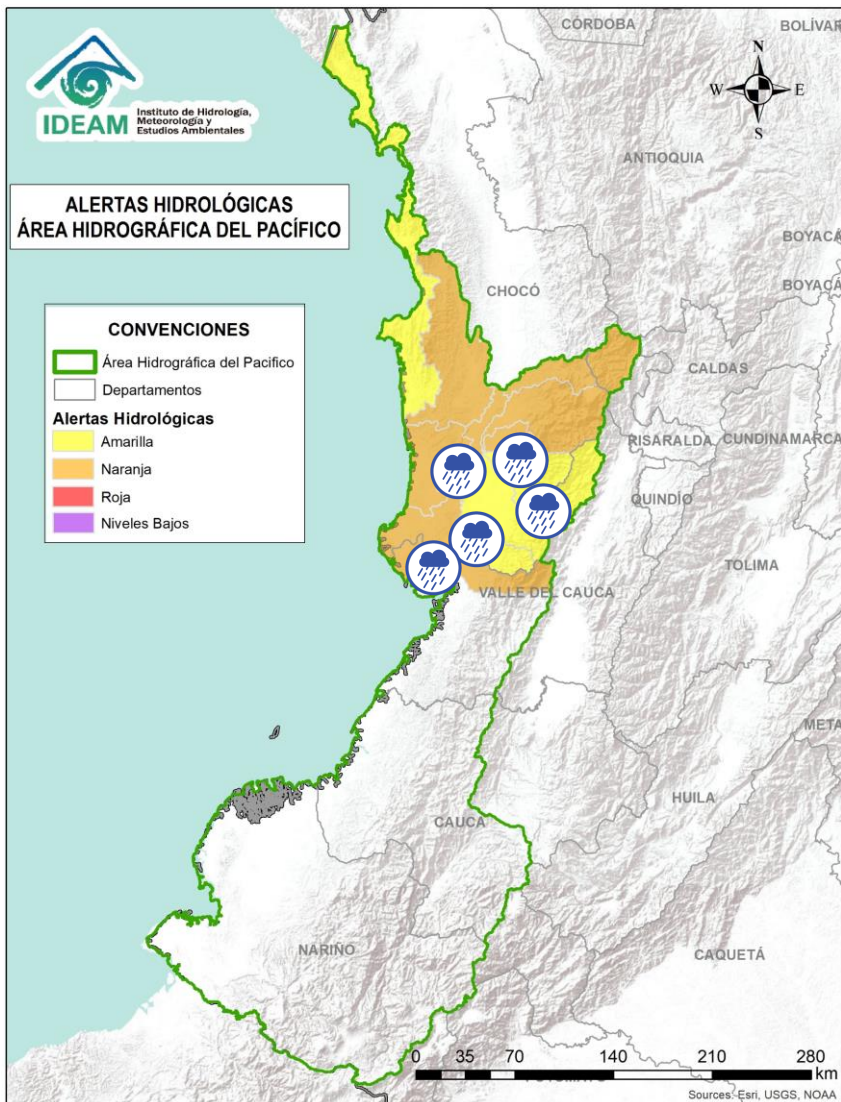 CÓRDOBA
BOLÍVAR
IDEAM
Instituto de Hidrología,
Meteorología y
Estudios Ambientales
N
W
E
S
ANTIOQUIA
ALERTAS HIDROLÓGICAS
ÁREA HIDROGRÁFICA DEL PACÍFICO
BOYACÁ
BOYACÁ
CHOCÓ
CONVENCIONES
Área Hidrográfica del Pacifico
Departamentos
Alertas Hidrológicas
Amarilla
Naranja
Roja
Niveles Bajos
CALDAS
RISARALDA
CUNDINAMARCA
QUINDÍO
TOLIMA
VALLE DEL CAUCA
META
HUILA
CAUCA
NARIÑO
CAQUETÁ
0 35 70 140 210 280
km
Sources: Esri, USGS, NOAA